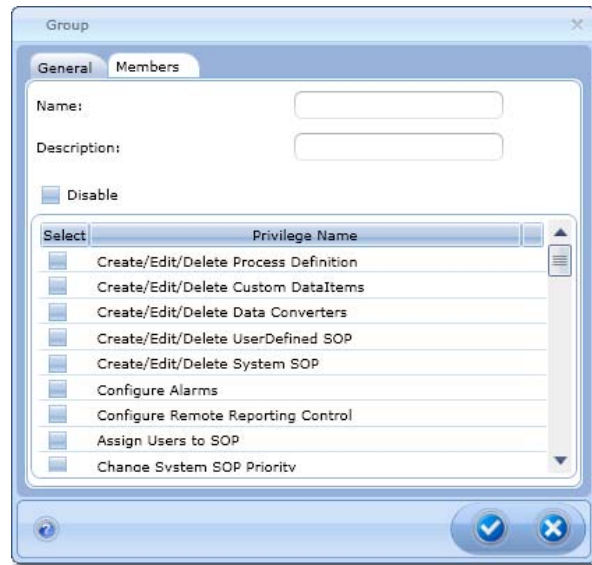 Group
General Members
Name:
Description:
Disable
Select Privilege Name
Create/Edit/Delete Process Definition
Create/Edit/Delete Custom DataItems
Create/Edit/Delete Data Converters
Create/Edit/Delete UserDefined SOP
Create/Edit/Delete System SOP
Configure Alarms
Configure Remote Reporting Control
Assign Users to SOP
Change System SOP Priority